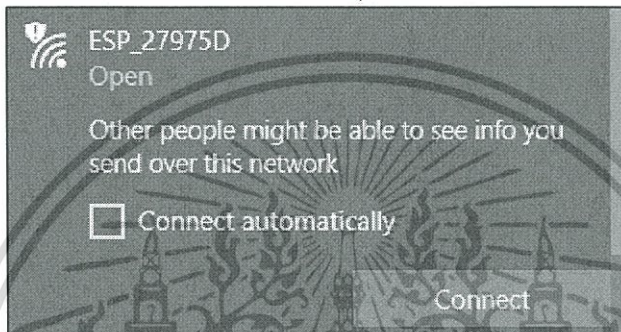 ESP_27975D
Open
Other people might be able to see info you
send over this network
Connect automatically
Connect